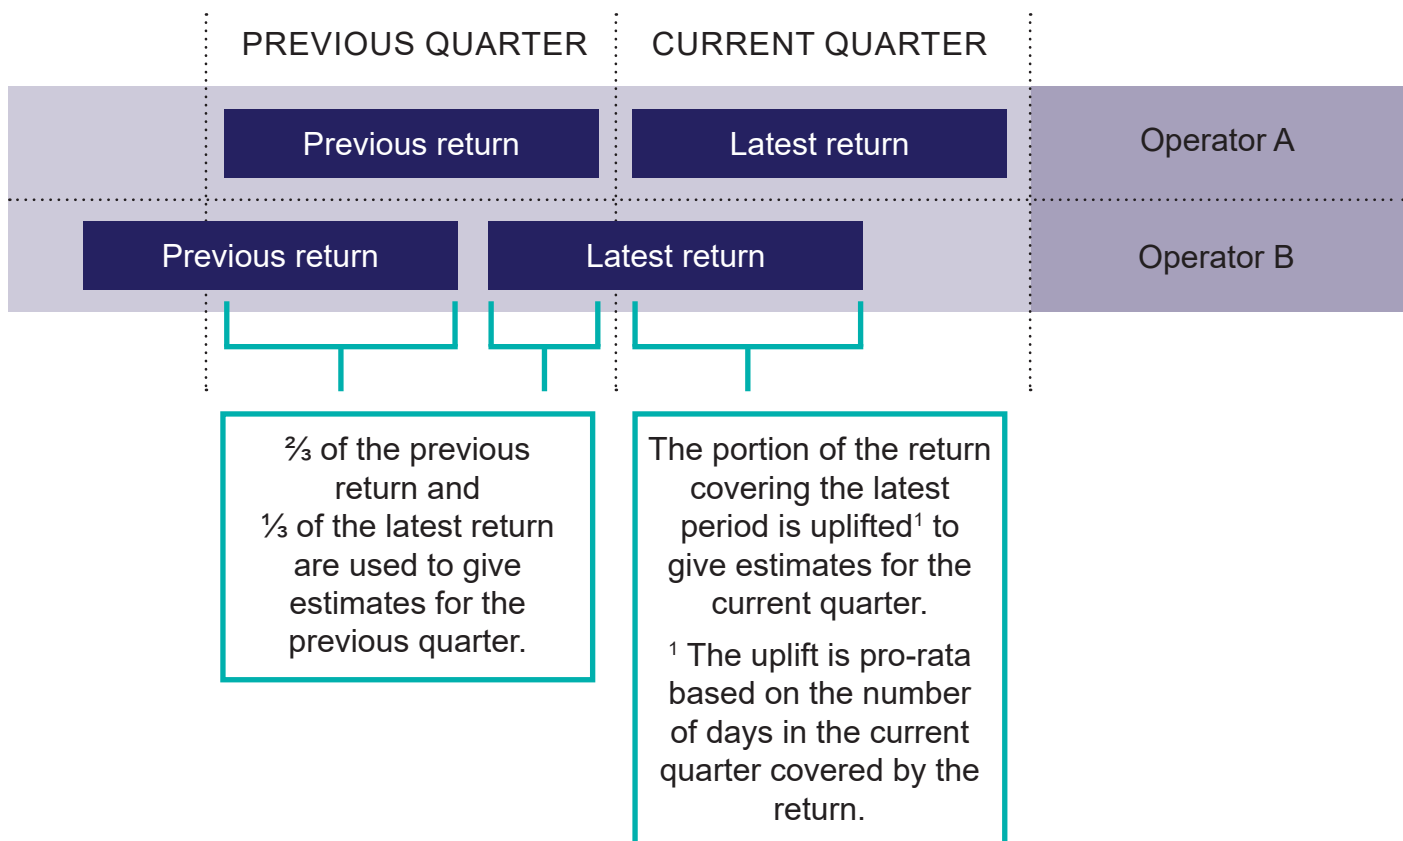 PREVIOUS QUARTER
CURRENT QUARTER
Previous return
Latest return
Operator A
Previous return
Latest return
Operator B
⅔ of the previous
return and
⅓ of the latest return
are used to give
estimates for the
previous quarter.
The portion of the return
covering the latest
period is uplifted¹ to
give estimates for the
current quarter.
¹ The uplift is pro-rata
based on the number
of days in the current
quarter covered by the
return.